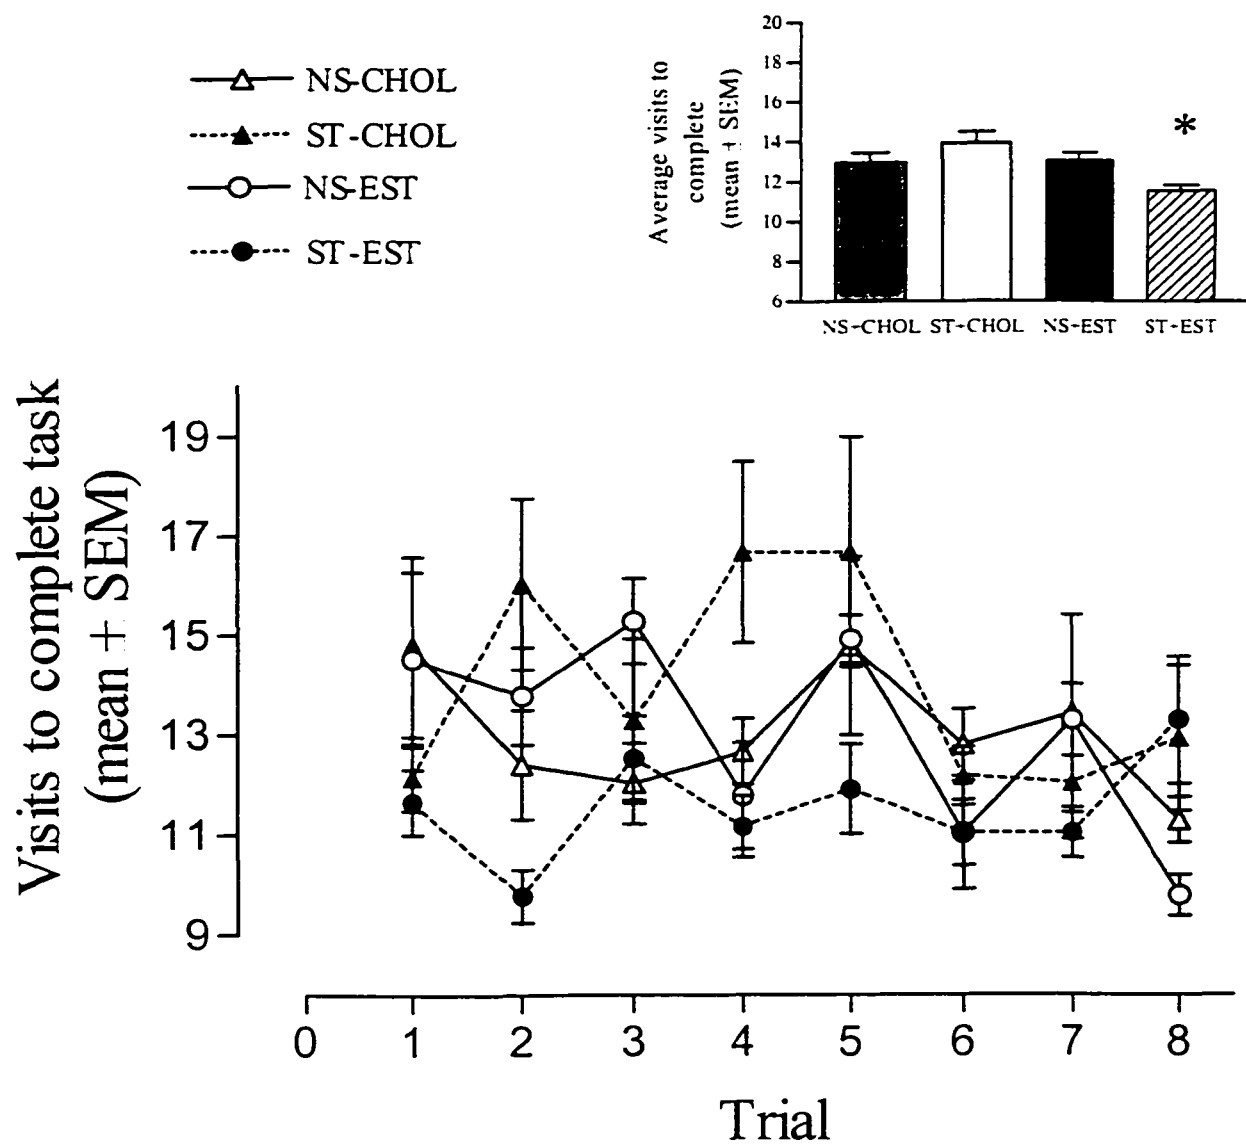 NS-CHOL
ST-CHOL
NS-EST
ST-EST
Average visits to
complete
(mean ± SEM)
20
18
16
14
12
10
8
6
*
NS-CHOL ST-CHOL NS-EST ST-EST
Visits to complete task
(mean ± SEM)
19
17
15
13
11
9
0 1 2 3 4 5 6 7 8
Trial